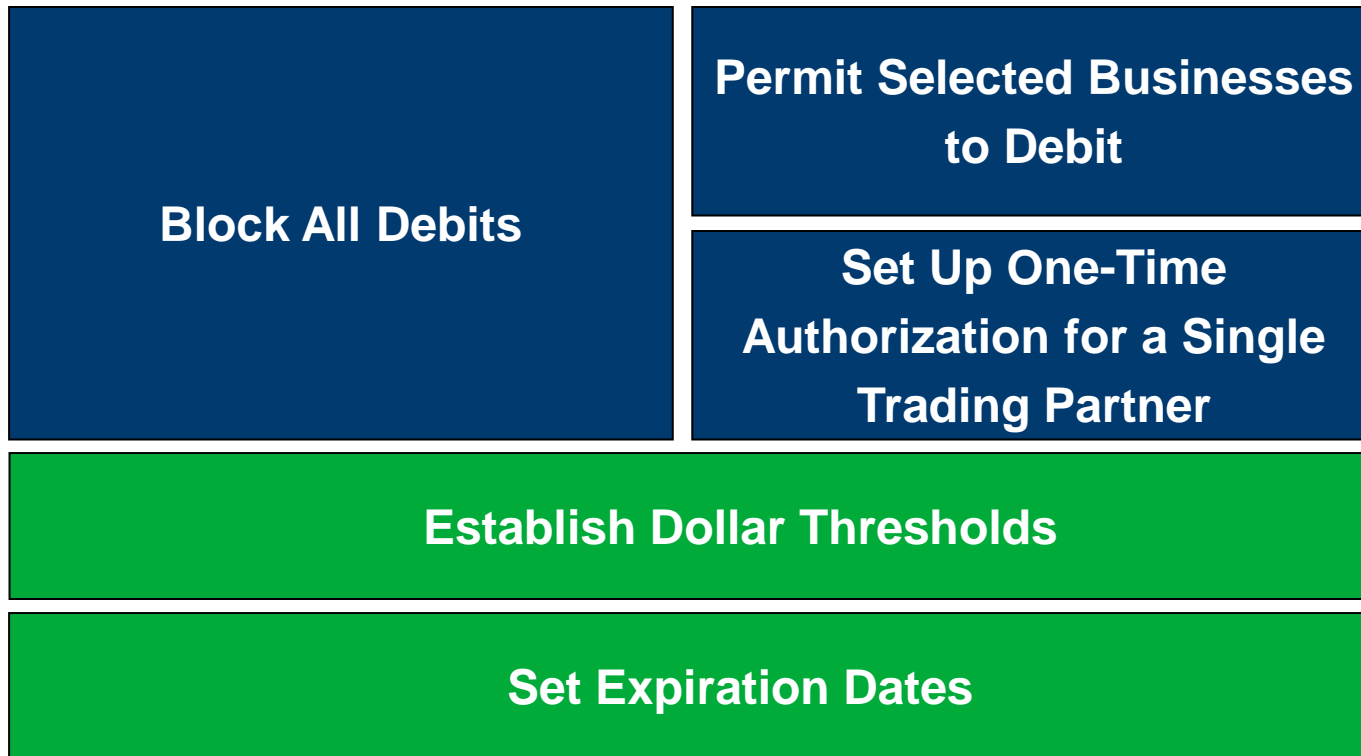 Block All Debits
Permit Selected Businesses
to Debit
Set Up One-Time
Authorization for a Single
Trading Partner
Establish Dollar Thresholds
Set Expiration Dates